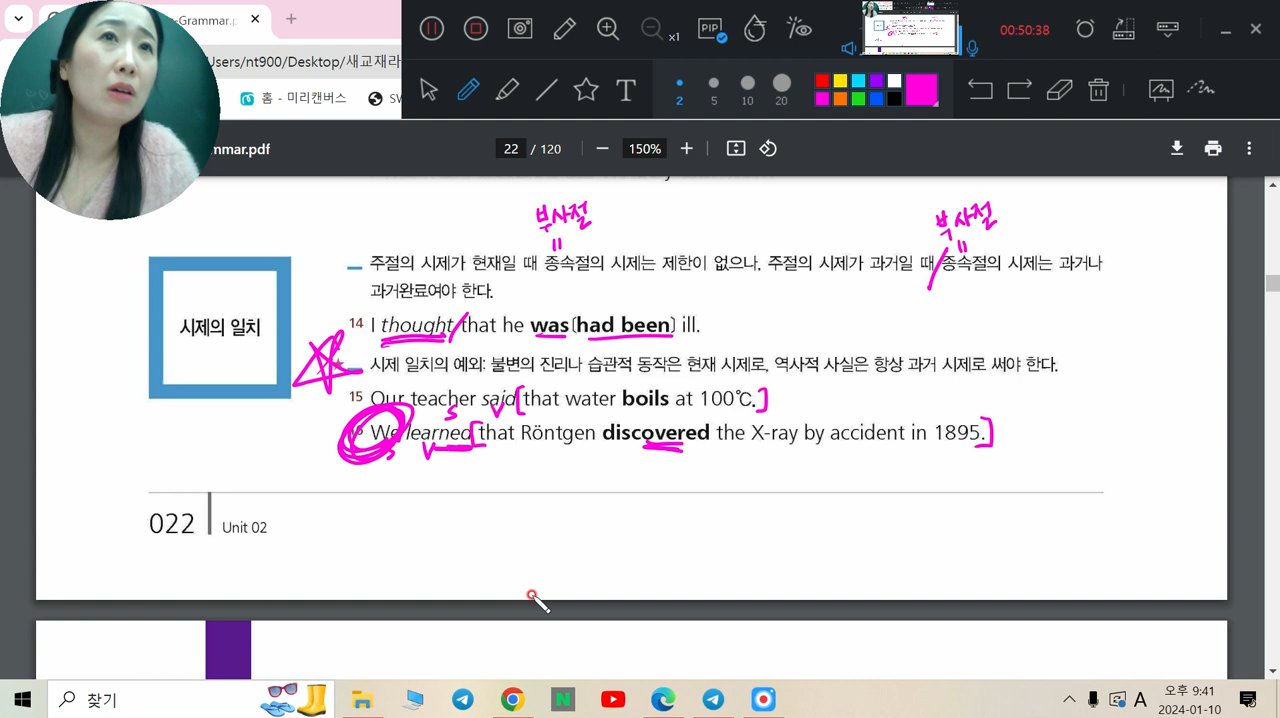 -Grammar.p
00:50:38
x1
PIP
sers/nt900/Desktop/새교재라
홈 - 미리캔버스
SV
2 5 10 20
T
mmar.pdf
22 / 120
150%
부사절
부사절
주절의 시제가 현재일 때 종속절의 시제는 제한이 없으나, 주절의 시제가 과거일 때 종속절의 시제는 과거나
과거완료여야 한다.
시제의 일치
14 I thought that he was(had been) ill.
시제 일치의 예외: 불변의 진리나 습관적 동작은 현재 시제로, 역사적 사실은 항상 과거 시제로 써야 한다.
15 Our teacher said that water boils at 100℃.
s v
We learned that Röntgen discovered the X-ray by accident in 1895.
s v
022
Unit 02
찾기
N
A
오후 9:41
2024-01-10